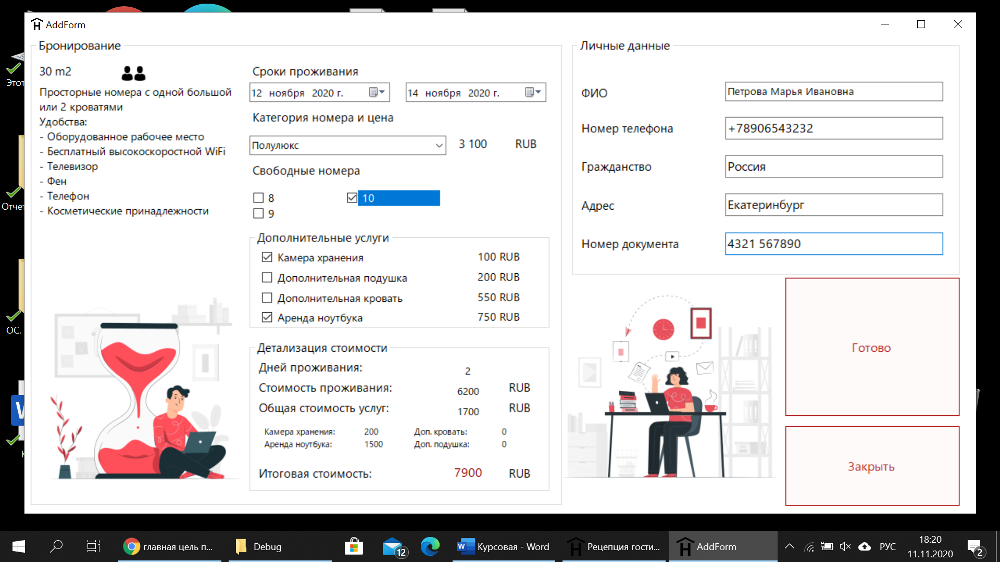 AddForm
Бронирование
30 m2
Просторные номера с одной большой
или 2 кроватями
Удобства:
- Оборудованное рабочее место
- Бесплатный высокоскоростной WiFi
- Телевизор
- Фен
- Телефон
- Косметические принадлежности
Сроки проживания
12 ноября 2020 г.
14 ноября 2020 г.
Категория номера и цена
Полулюкс
3 100 RUB
Свободные номера
8
10
9
Дополнительные услуги
Камера хранения 100 RUB
Дополнительная подушка 200 RUB
Дополнительная кровать 550 RUB
Аренда ноутбука 750 RUB
Детализация стоимости
Дней проживания: 2
Стоимость проживания: 6200 RUB
Общая стоимость услуг: 1700 RUB
Камера хранения: 200 Доп. кровать: 0
Аренда ноутбука: 1500 Доп. подушка: 0
Итоговая стоимость: 7900 RUB
Личные данные
ФИО Петрова Марья Ивановна
Номер телефона +78906543232
Гражданство Россия
Адрес Екатеринбург
Номер документа 4321 567890
Готово
Закрыть
Этот
Отчет
ОС.
W
главная цель п...
Debug
12
W
Курсовая - Word
Рецепция гости...
AddForm
РУС
18:20
11.11.2020
2